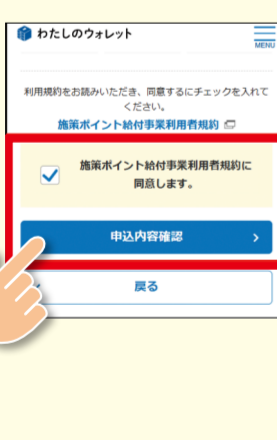 わたしのウォレット
MENU
利用規約をお読みいただき、同意するにチェックを入れて
ください。
施策ポイント給付事業利用者規約
施策ポイント給付事業利用者規約に
同意します。
申込内容確認
戻る